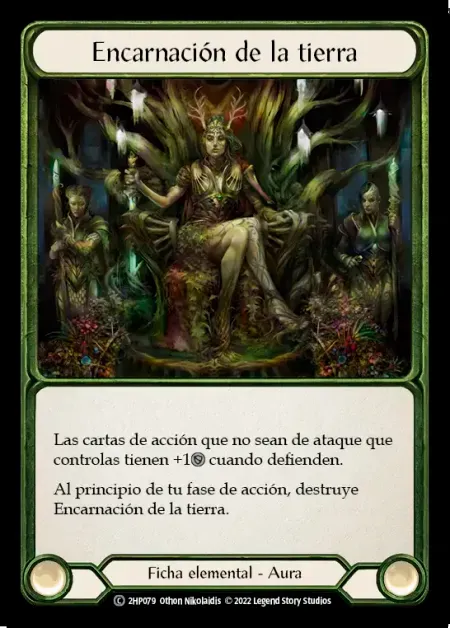 Encarnación de la tierra
Las cartas de acción que no sean de ataque que
controlas tienen +1 cuando defienden.
Al principio de tu fase de acción, destruye
Encarnación de la tierra.
Ficha elemental - Aura
C 2HP079 Othon Nikolaidis © 2022 Legend Story Studios